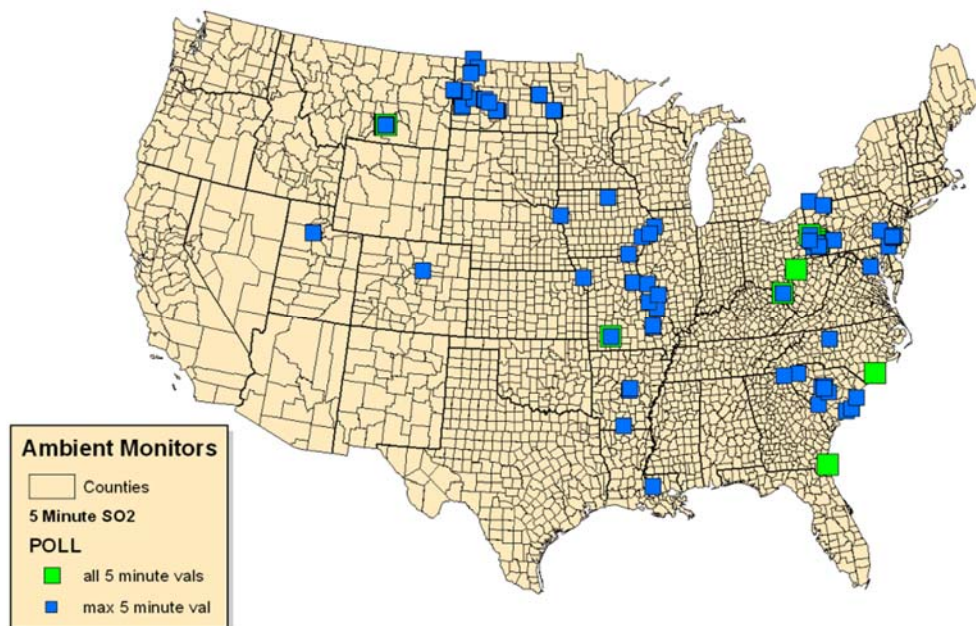 Ambient Monitors
Counties
5 Minute SO2
POLL
all 5 minute vals
max 5 minute val